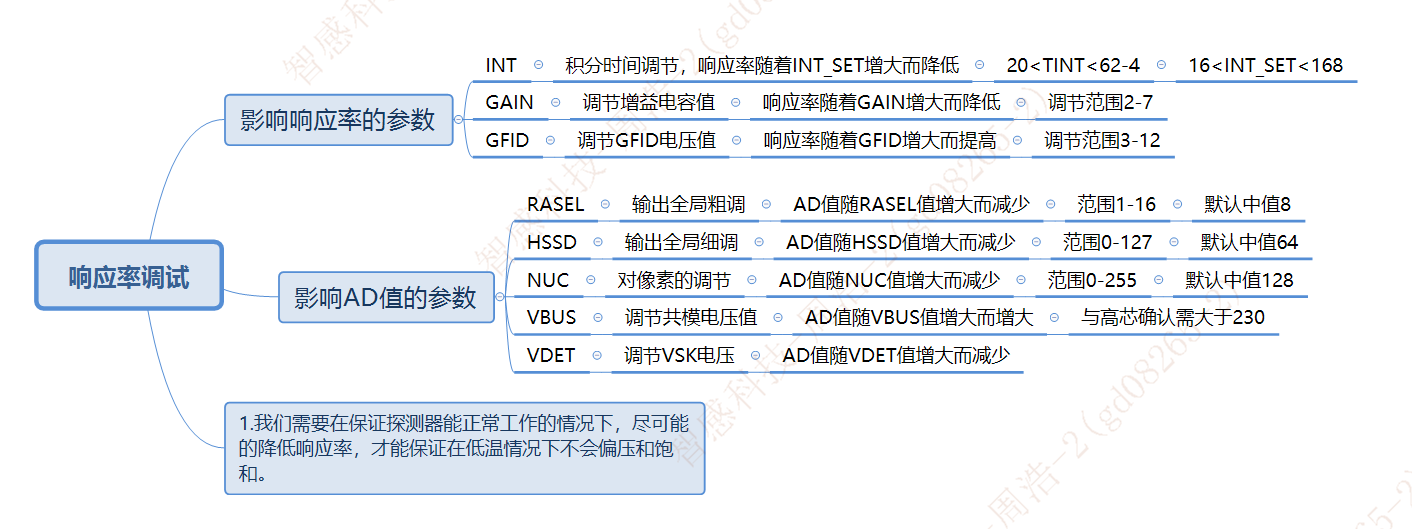 响应率调试
影响响应率的参数
INT 积分时间调节，响应率随着INT_SET增大而降低 20<TINT<62-4 16<INT_SET<168
GAIN 调节增益电容值 响应率随着GAIN增大而降低 调节范围2-7
GFID 调节GFID电压值 响应率随着GFID增大而提高 调节范围3-12
影响AD值的参数
RASEL 输出全局粗调 AD值随RASEL值增大而减少 范围1-16 默认中值8
HSSD 输出全局细调 AD值随HSSD值增大而减少 范围0-127 默认中值64
NUC 对像素的调节 AD值随NUC值增大而减少 范围0-255 默认中值128
VBUS 调节共模电压值 AD值随VBUS值增大而增大 与高芯确认需大于230
VDET 调节VSK电压 AD值随VDET值增大而减少
1.我们需要在保证探测器能正常工作的情况下，尽可能
的降低响应率，才能保证在低温情况下不会偏压和饱
和。